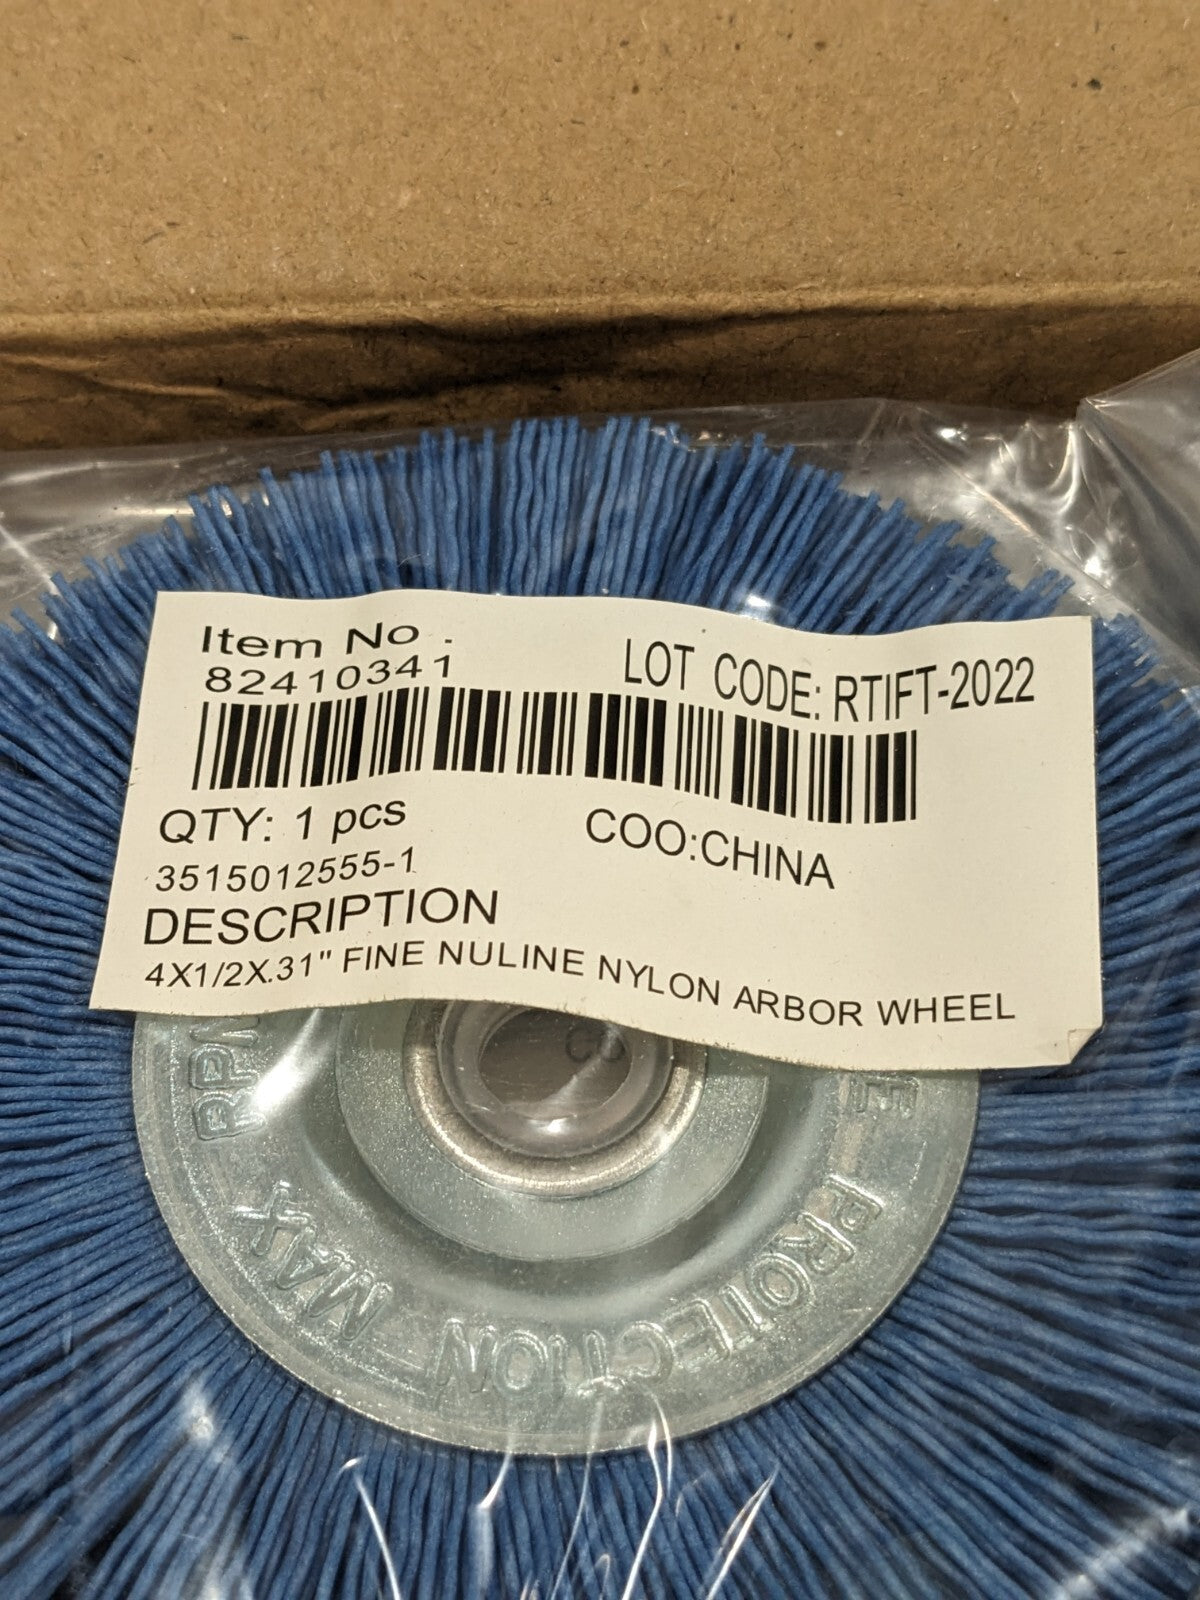 Item No .
82410341
LOT CODE: RTIFT-2022
QTY: 1 pcs
COO:CHINA
3515012555-1
DESCRIPTION
4X1/2X.31" FINE NULINE NYLON ARBOR WHEEL
PROTECTION MAX